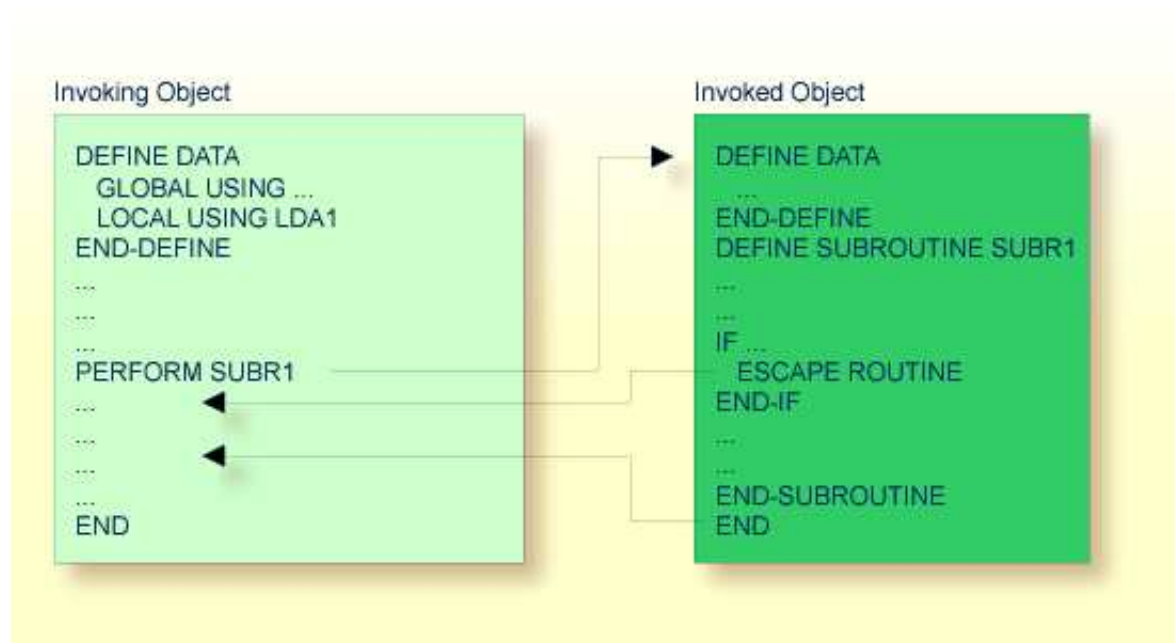 Invoking Object
DEFINE DATA
GLOBAL USING ...
LOCAL USING LDA1
END-DEFINE
...
...
...
PERFORM SUBR1
...
...
...
...
END
Invoked Object
DEFINE DATA
...
END-DEFINE
DEFINE SUBROUTINE SUBR1
...
...
IF ...
ESCAPE ROUTINE
END-IF
...
...
END-SUBROUTINE
END